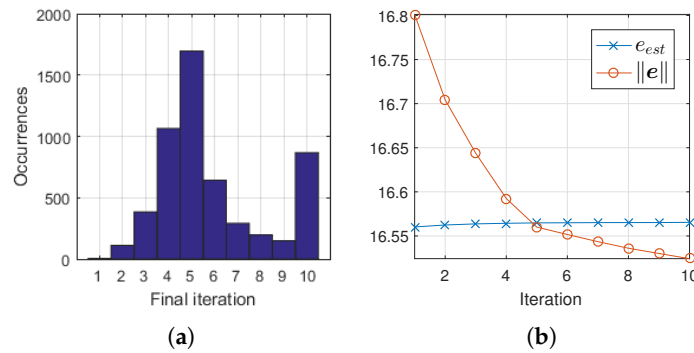 2000
1500
1000
500
0
Occurrences
1 2 3 4 5 6 7 8 9 10
Final iteration
(a)
16.8
16.75
16.7
16.65
16.6
16.55
e_est
‖e‖
2 4 6 8 10
Iteration
(b)